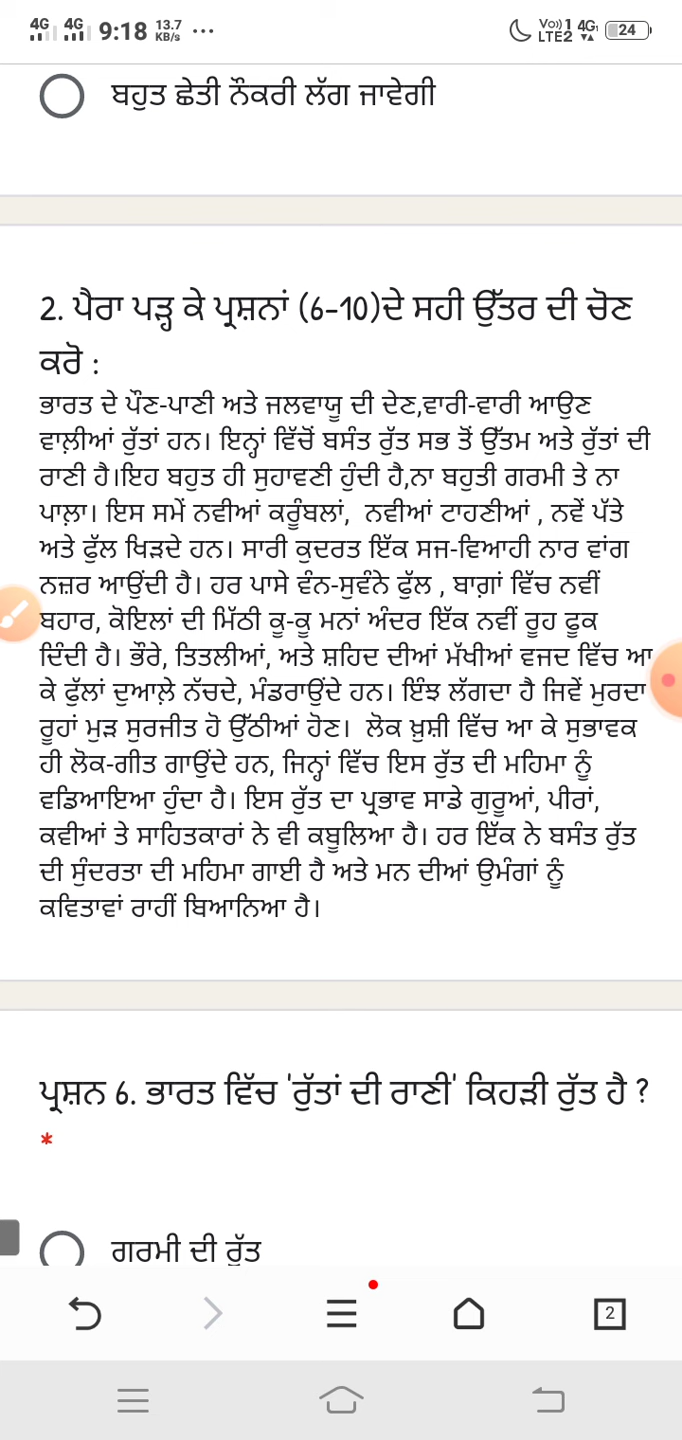 4G 4G 9:18 13.7 KB/s ... Vo)) 1 LTE2 4G 24
ਬਹੁਤ ਛੇਤੀ ਨੌਕਰੀ ਲੱਗ ਜਾਵੇਗੀ
2. ਪੈਰਾ ਪੜ੍ਹ ਕੇ ਪ੍ਰਸ਼ਨਾਂ (6-10)ਦੇ ਸਹੀ ਉੱਤਰ ਦੀ ਚੋਣ
ਕਰੋ :
ਭਾਰਤ ਦੇ ਪੌਣ-ਪਾਣੀ ਅਤੇ ਜਲਵਾਯੂ ਦੀ ਦੇਣ,ਵਾਰੀ-ਵਾਰੀ ਆਉਣ
ਵਾਲ਼ੀਆਂ ਰੁੱਤਾਂ ਹਨ। ਇਨ੍ਹਾਂ ਵਿੱਚੋਂ ਬਸੰਤ ਰੁੱਤ ਸਭ ਤੋਂ ਉੱਤਮ ਅਤੇ ਰੁੱਤਾਂ ਦੀ
ਰਾਣੀ ਹੈ।ਇਹ ਬਹੁਤ ਹੀ ਸੁਹਾਵਣੀ ਹੁੰਦੀ ਹੈ,ਨਾ ਬਹੁਤੀ ਗਰਮੀ ਤੇ ਨਾ
ਪਾਲ਼ਾ। ਇਸ ਸਮੇਂ ਨਵੀਆਂ ਕਰੂੰਬਲਾਂ, ਨਵੀਆਂ ਟਾਹਣੀਆਂ , ਨਵੇਂ ਪੱਤੇ
ਅਤੇ ਫੁੱਲ ਖਿੜਦੇ ਹਨ। ਸਾਰੀ ਕੁਦਰਤ ਇੱਕ ਸਜ-ਵਿਆਹੀ ਨਾਰ ਵਾਂਗ
ਨਜ਼ਰ ਆਉਂਦੀ ਹੈ। ਹਰ ਪਾਸੇ ਵੰਨ-ਸੁਵੰਨੇ ਫੁੱਲ , ਬਾਗ਼ਾਂ ਵਿੱਚ ਨਵੀਂ
ਬਹਾਰ, ਕੋਇਲਾਂ ਦੀ ਮਿੱਠੀ ਕੂ-ਕੂ ਮਨਾਂ ਅੰਦਰ ਇੱਕ ਨਵੀਂ ਰੂਹ ਫੂਕ
ਦਿੰਦੀ ਹੈ। ਭੌਰੇ, ਤਿਤਲੀਆਂ, ਅਤੇ ਸ਼ਹਿਦ ਦੀਆਂ ਮੱਖੀਆਂ ਵਜਦ ਵਿੱਚ ਆ
ਕੇ ਫੁੱਲਾਂ ਦੁਆਲ਼ੇ ਨੱਚਦੇ, ਮੰਡਰਾਉਂਦੇ ਹਨ। ਇੰਝ ਲੱਗਦਾ ਹੈ ਜਿਵੇਂ ਮੁਰਦਾ
ਰੂਹਾਂ ਮੁੜ ਸੁਰਜੀਤ ਹੋ ਉੱਠੀਆਂ ਹੋਣ। ਲੋਕ ਖ਼ੁਸ਼ੀ ਵਿੱਚ ਆ ਕੇ ਸੁਭਾਵਕ
ਹੀ ਲੋਕ-ਗੀਤ ਗਾਉਂਦੇ ਹਨ, ਜਿਨ੍ਹਾਂ ਵਿੱਚ ਇਸ ਰੁੱਤ ਦੀ ਮਹਿਮਾ ਨੂੰ
ਵਡਿਆਇਆ ਹੁੰਦਾ ਹੈ। ਇਸ ਰੁੱਤ ਦਾ ਪ੍ਰਭਾਵ ਸਾਡੇ ਗੁਰੂਆਂ, ਪੀਰਾਂ,
ਕਵੀਆਂ ਤੇ ਸਾਹਿਤਕਾਰਾਂ ਨੇ ਵੀ ਕਬੂਲਿਆ ਹੈ। ਹਰ ਇੱਕ ਨੇ ਬਸੰਤ ਰੁੱਤ
ਦੀ ਸੁੰਦਰਤਾ ਦੀ ਮਹਿਮਾ ਗਾਈ ਹੈ ਅਤੇ ਮਨ ਦੀਆਂ ਉਮੰਗਾਂ ਨੂੰ
ਕਵਿਤਾਵਾਂ ਰਾਹੀਂ ਬਿਆਨਿਆ ਹੈ।
ਪ੍ਰਸ਼ਨ 6. ਭਾਰਤ ਵਿੱਚ 'ਰੁੱਤਾਂ ਦੀ ਰਾਣੀ' ਕਿਹੜੀ ਰੁੱਤ ਹੈ ?
*
ਗਰਮੀ ਦੀ ਰੁੱਤ
2